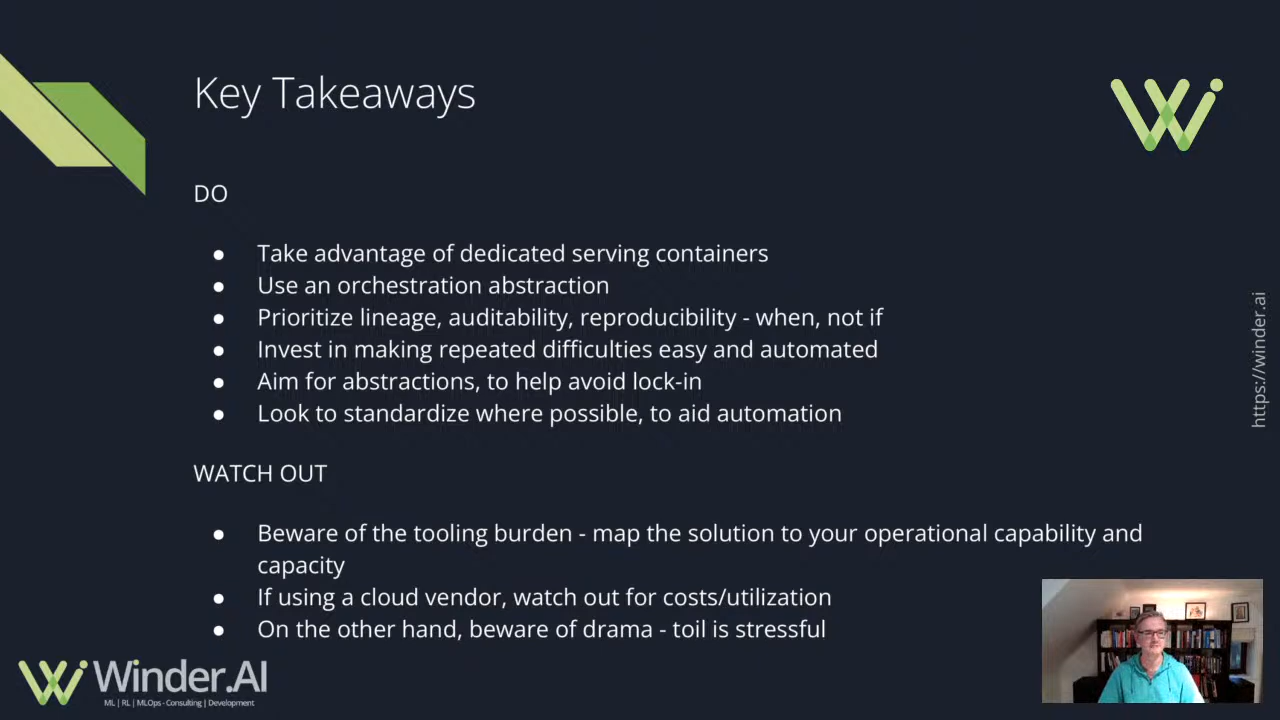 Key Takeaways
DO
● Take advantage of dedicated serving containers
● Use an orchestration abstraction
● Prioritize lineage, auditability, reproducibility - when, not if
● Invest in making repeated difficulties easy and automated
● Aim for abstractions, to help avoid lock-in
● Look to standardize where possible, to aid automation
WATCH OUT
● Beware of the tooling burden - map the solution to your operational capability and
capacity
● If using a cloud vendor, watch out for costs/utilization
● On the other hand, beware of drama - toil is stressful
https://winder.ai
Winder.AI
ML | RL | MLOps - Consulting | Development